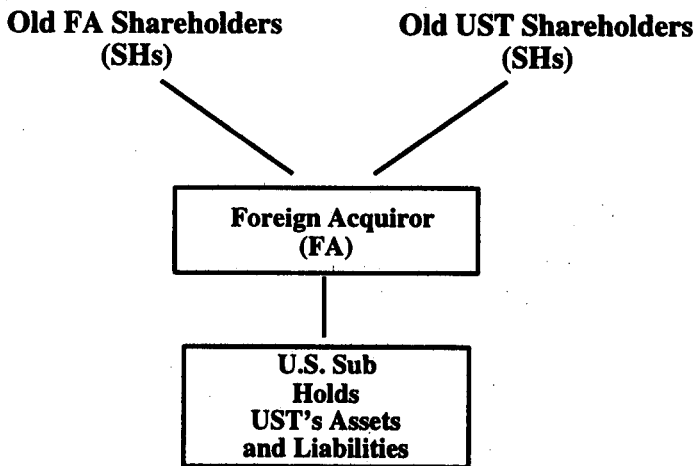 Old FA Shareholders
(SHs)
Old UST Shareholders
(SHs)
Foreign Acquiror
(FA)
U.S. Sub
Holds
UST's Assets
and Liabilities